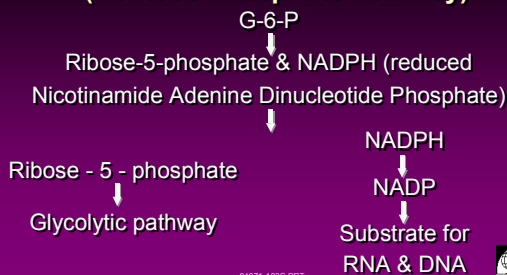 G-6-P
Ribose-5-phosphate & NADPH (reduced
Nicotinamide Adenine Dinucleotide Phosphate)
Ribose - 5 - phosphate
Glycolytic pathway
NADPH
NADP
Substrate for
RNA & DNA